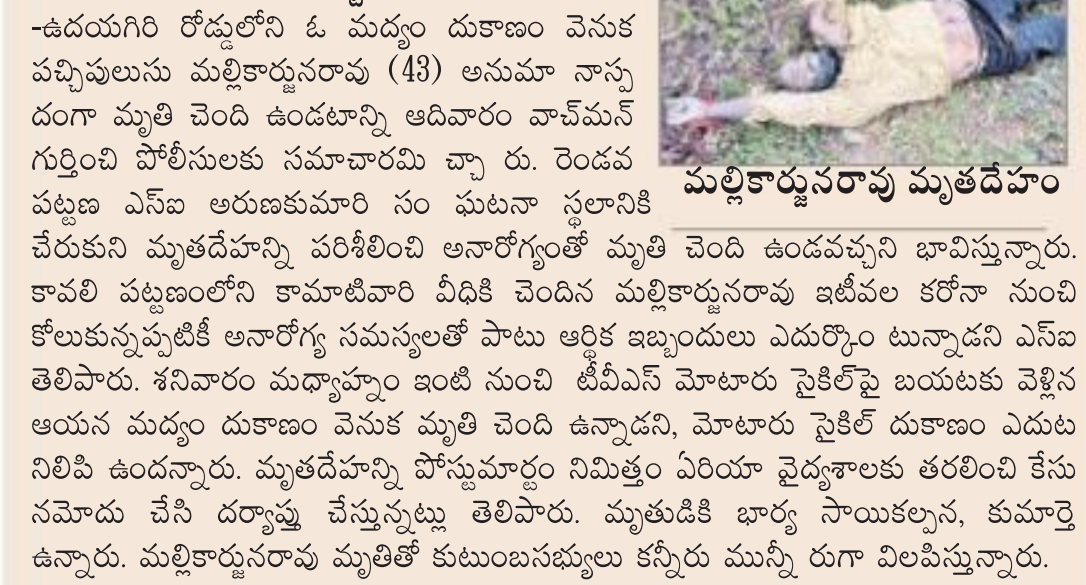 -ఉదయగిరి రోడ్డులోని ఓ మద్యం దుకాణం వెనుక
పచ్చిపులుసు మల్లికార్జునరావు (43) అనుమా నాస్ప
దంగా మృతి చెంది ఉండటాన్ని ఆదివారం వాచ్‌మన్
గుర్తించి పోలీసులకు సమాచారమి చ్చా రు. రెండవ
పట్టణ ఎస్ఐ అరుణకుమారి సం ఘటనా స్థలానికి
మల్లికార్జునరావు మృతదేహం
చేరుకుని మృతదేహన్ని పరిశీలించి అనారోగ్యంతో మృతి చెంది ఉండవచ్చని భావిస్తున్నారు.
కావలి పట్టణంలోని కామాటివారి వీధికి చెందిన మల్లికార్జునరావు ఇటీవల కరోనా నుంచి
కోలుకున్నప్పటికీ అనారోగ్య సమస్యలతో పాటు ఆర్థిక ఇబ్బందులు ఎదుర్కొం టున్నాడని ఎస్ఐ
తెలిపారు. శనివారం మధ్యాహ్నం ఇంటి నుంచి టీవీఎస్ మోటారు సైకిల్‌పై బయటకు వెళ్లిన
ఆయన మద్యం దుకాణం వెనుక మృతి చెంది ఉన్నాడని, మోటారు సైకిల్ దుకాణం ఎదుట
నిలిపి ఉందన్నారు. మృతదేహన్ని పోస్టుమార్టం నిమిత్తం ఏరియా వైద్యశాలకు తరలించి కేసు
నమోదు చేసి దర్యాప్తు చేస్తున్నట్లు తెలిపారు. మృతుడికి భార్య సాయికల్పన, కుమార్తె
ఉన్నారు. మల్లికార్జునరావు మృతితో కుటుంబసభ్యులు కన్నీరు మున్నీ రుగా విలపిస్తున్నారు.